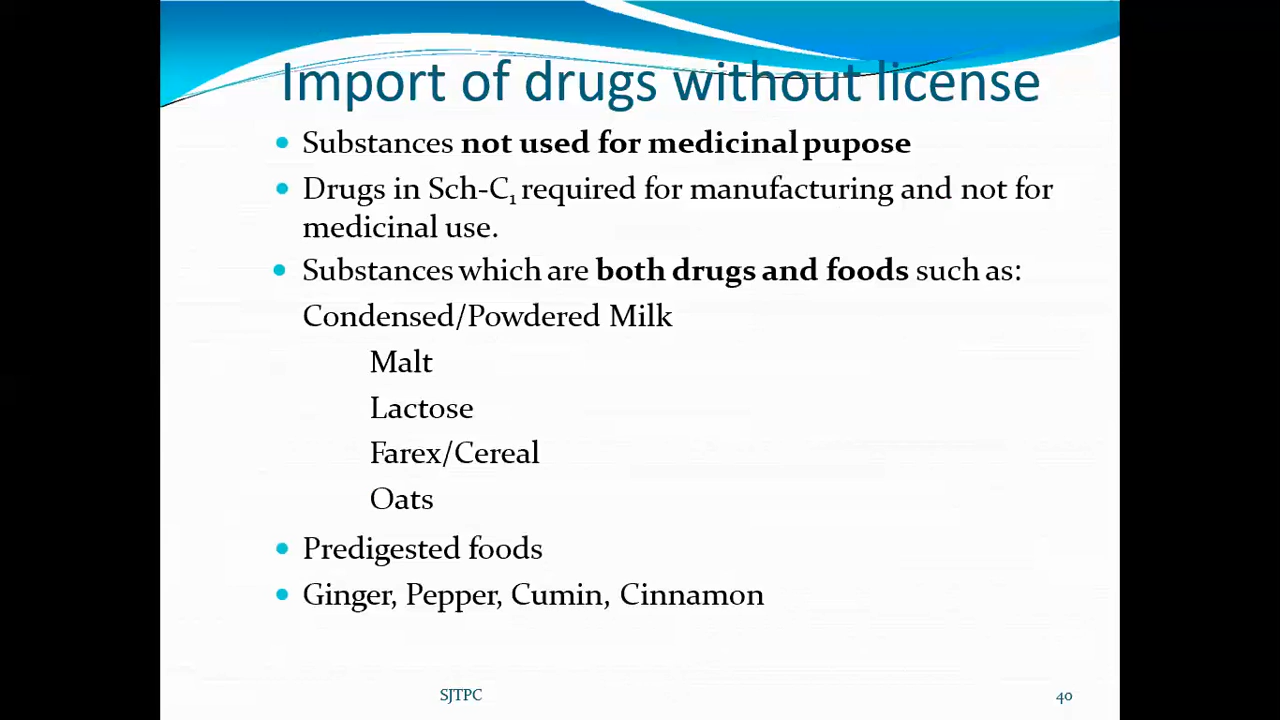 Import of drugs without license
• Substances not used for medicinal pupose
• Drugs in Sch-C₁ required for manufacturing and not for
medicinal use.
• Substances which are both drugs and foods such as:
Condensed/Powdered Milk
Malt
Lactose
Farex/Cereal
Oats
• Predigested foods
• Ginger, Pepper, Cumin, Cinnamon
SJTPC
40